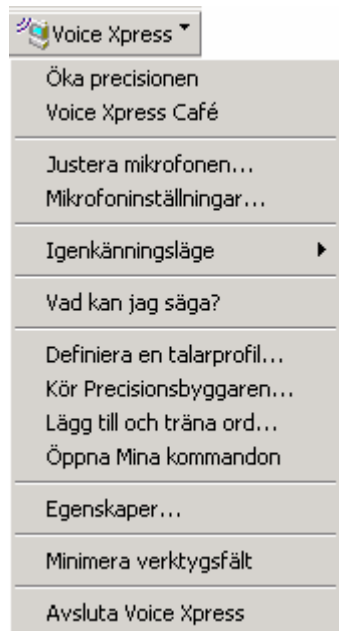 Voice Xpress
Öka precisionen
Voice Xpress Café
Justera mikrofonen...
Mikrofoninställningar...
Igenkänningsläge
Vad kan jag säga?
Definiera en talarprofil...
Kör Precisionsbyggaren...
Lägg till och träna ord...
Öppna Mina kommandon
Egenskaper...
Minimera verktygsfält
Avsluta Voice Xpress